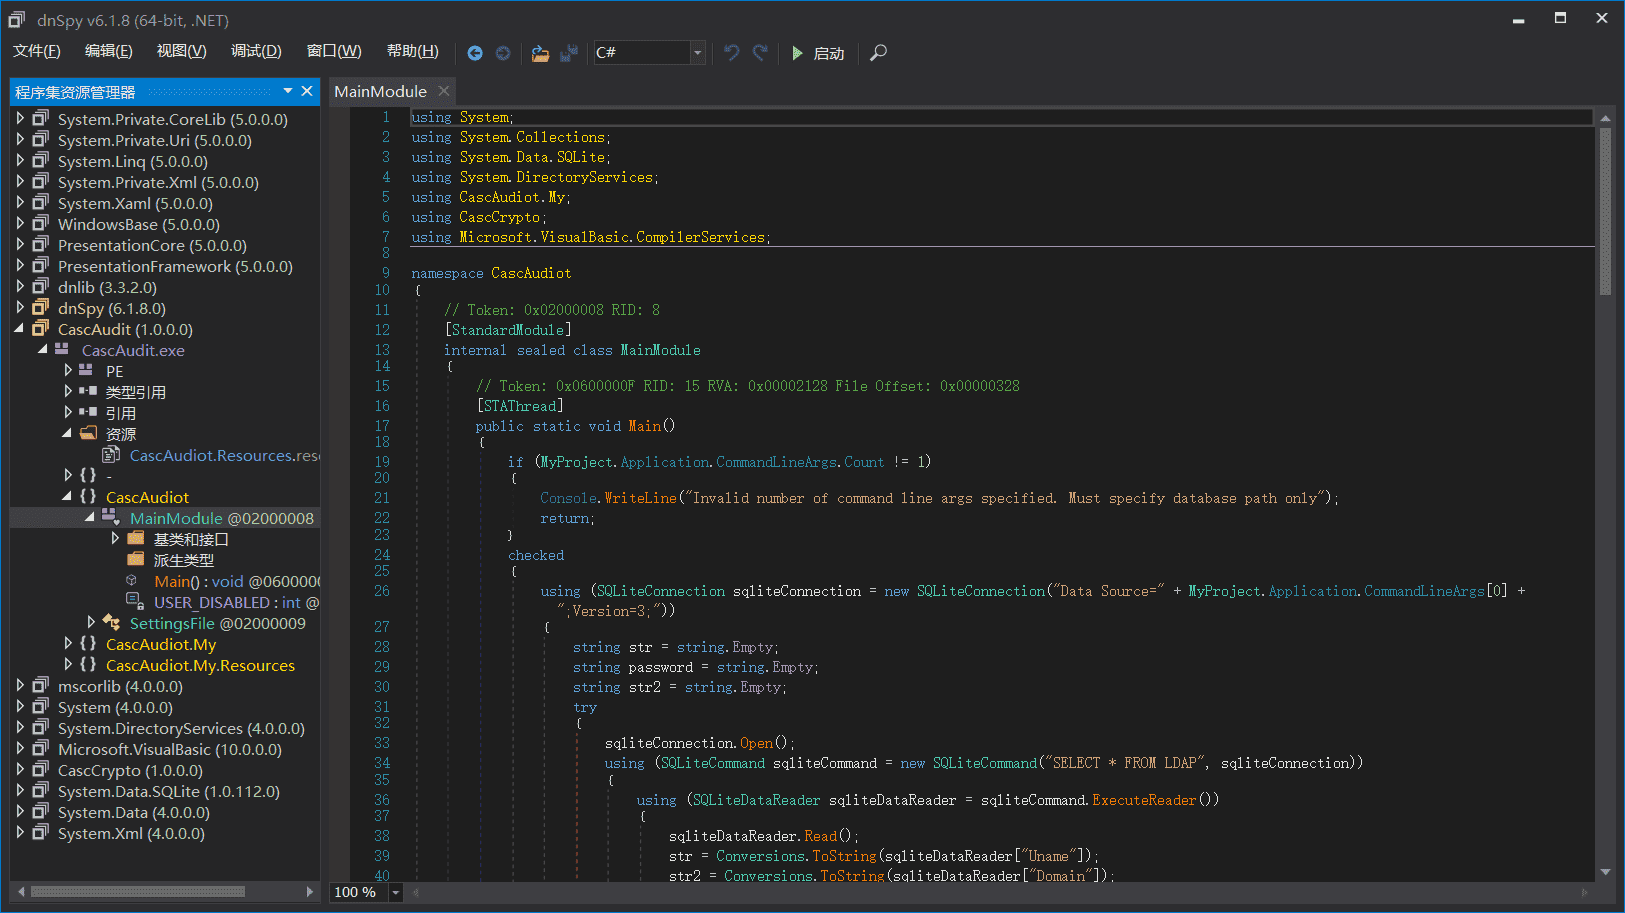 dnSpy v6.1.8 (64-bit, .NET)
文件(F) 编辑(E) 视图(V) 调试(D) 窗口(W) 帮助(H) C# 启动
程序集资源管理器
System.Private.CoreLib (5.0.0.0)
System.Private.Uri (5.0.0.0)
System.Linq (5.0.0.0)
System.Private.Xml (5.0.0.0)
System.Xaml (5.0.0.0)
WindowsBase (5.0.0.0)
PresentationCore (5.0.0.0)
PresentationFramework (5.0.0.0)
dnlib (3.3.2.0)
dnSpy (6.1.8.0)
CascAudit (1.0.0.0)
CascAudit.exe
PE
类型引用
引用
资源
CascAudiot.Resources.res
{ } -
{ } CascAudiot
MainModule @02000008
基类和接口
派生类型
Main() : void @060000
USER_DISABLED : int @
SettingsFile @02000009
{ } CascAudiot.My
{ } CascAudiot.My.Resources
mscorlib (4.0.0.0)
System (4.0.0.0)
System.DirectoryServices (4.0.0.0)
Microsoft.VisualBasic (10.0.0.0)
CascCrypto (1.0.0.0)
System.Data.SQLite (1.0.112.0)
System.Data (4.0.0.0)
System.Xml (4.0.0.0)
MainModule
1 using System;
2 using System.Collections;
3 using System.Data.SQLite;
4 using System.DirectoryServices;
5 using CascAudiot.My;
6 using CascCrypto;
7 using Microsoft.VisualBasic.CompilerServices;
8
9 namespace CascAudiot
10 {
11 // Token: 0x02000008 RID: 8
12 [StandardModule]
13 internal sealed class MainModule
14 {
15 // Token: 0x0600000F RID: 15 RVA: 0x00002128 File Offset: 0x00000328
16 [STAThread]
17 public static void Main()
18 {
19 if (MyProject.Application.CommandLineArgs.Count != 1)
20 {
21 Console.WriteLine("Invalid number of command line args specified. Must specify database path only");
22 return;
23 }
24 checked
25 {
26 using (SQLiteConnection sqliteConnection = new SQLiteConnection("Data Source=" + MyProject.Application.CommandLineArgs[0] +
";Version=3;"))
27 {
28 string str = string.Empty;
29 string password = string.Empty;
30 string str2 = string.Empty;
31 try
32 {
33 sqliteConnection.Open();
34 using (SQLiteCommand sqliteCommand = new SQLiteCommand("SELECT * FROM LDAP", sqliteConnection))
35 {
36 using (SQLiteDataReader sqliteDataReader = sqliteCommand.ExecuteReader())
37 {
38 sqliteDataReader.Read();
39 str = Conversions.ToString(sqliteDataReader["Uname"]);
40 str2 = Conversions.ToString(sqliteDataReader["Domain"]);
100 %